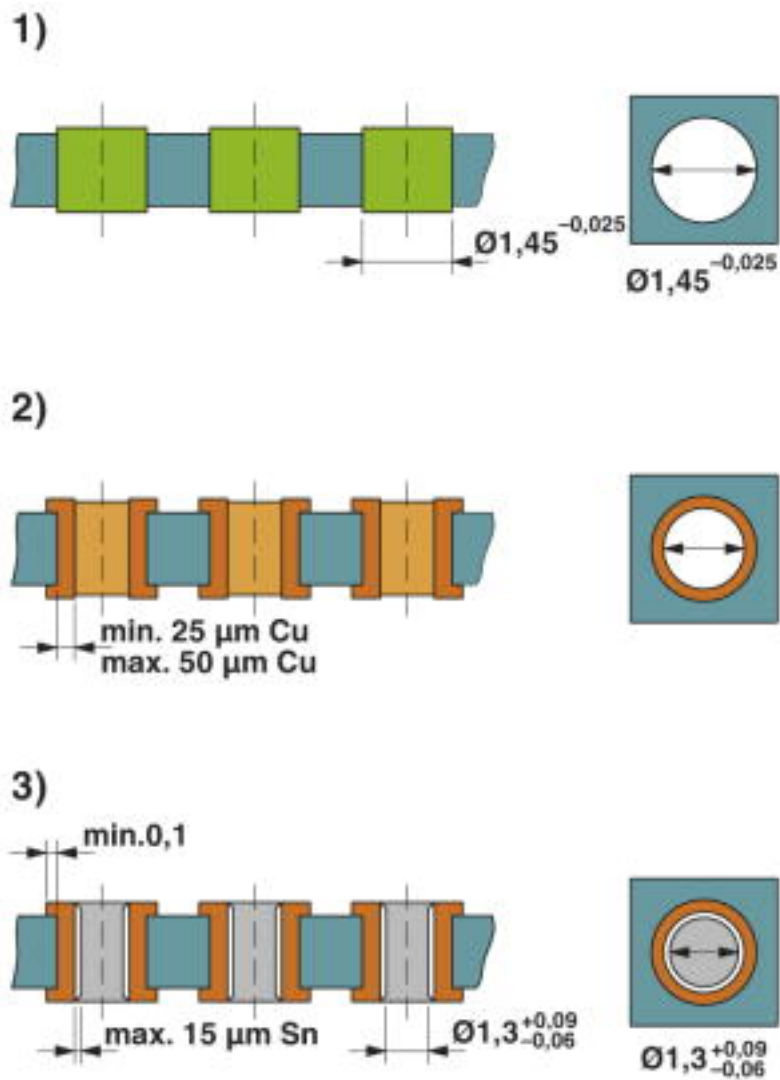 1)
Ø1,45 −0,025
Ø1,45 −0,025
2)
min. 25 µm Cu
max. 50 µm Cu
3)
min.0,1
max. 15 µm Sn
Ø1,3 +0,09 −0,06
Ø1,3 +0,09 −0,06